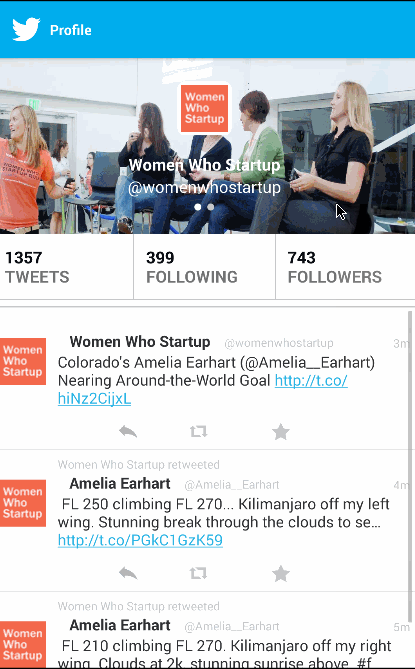 Profile
Women
Who
Startup
Women Who Startup
@womenwhostartup
1357
TWEETS
399
FOLLOWING
743
FOLLOWERS
Women Who Startup @womenwhostartup 3m
Women
Who
Startup
Colorado's Amelia Earhart (@Amelia__Earhart)
Nearing Around-the-World Goal http://t.co/
hiNz2CijxL
Women Who Startup retweeted
Amelia Earhart @Amelia__Earhart 4m
Women
Who
Startup
FL 250 climbing FL 270... Kilimanjaro off my left
wing. Stunning break through the clouds to se...
http://t.co/PGkC1GzK59
Women Who Startup retweeted
Amelia Earhart @Amelia__Earhart 5m
Women
Who
Startup
FL 210 climbing FL 270. Kilimanjaro off my right
wing. Clouds at 2k, stunning sunrise above. #f